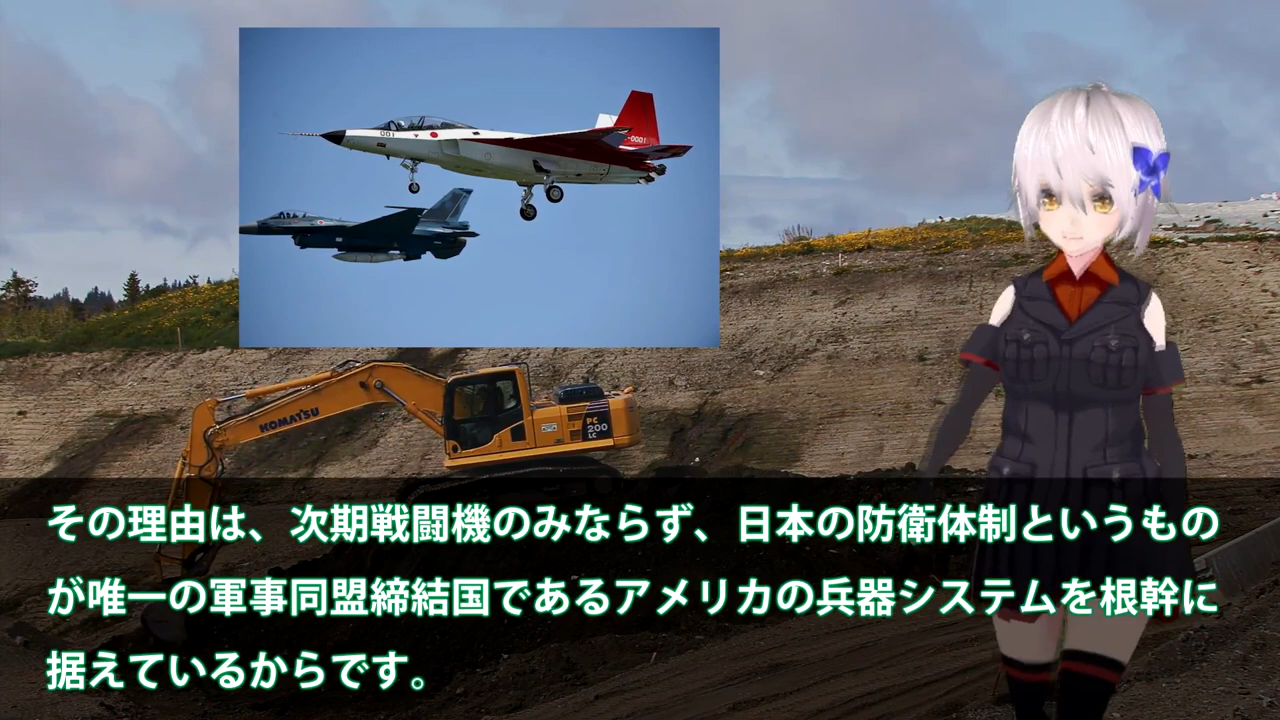 001
-0001
KOMATSU
PC
200
LC
その理由は、次期戦闘機のみならず、日本の防衛体制というもの
が唯一の軍事同盟締結国であるアメリカの兵器システムを根幹に
据えているからです。